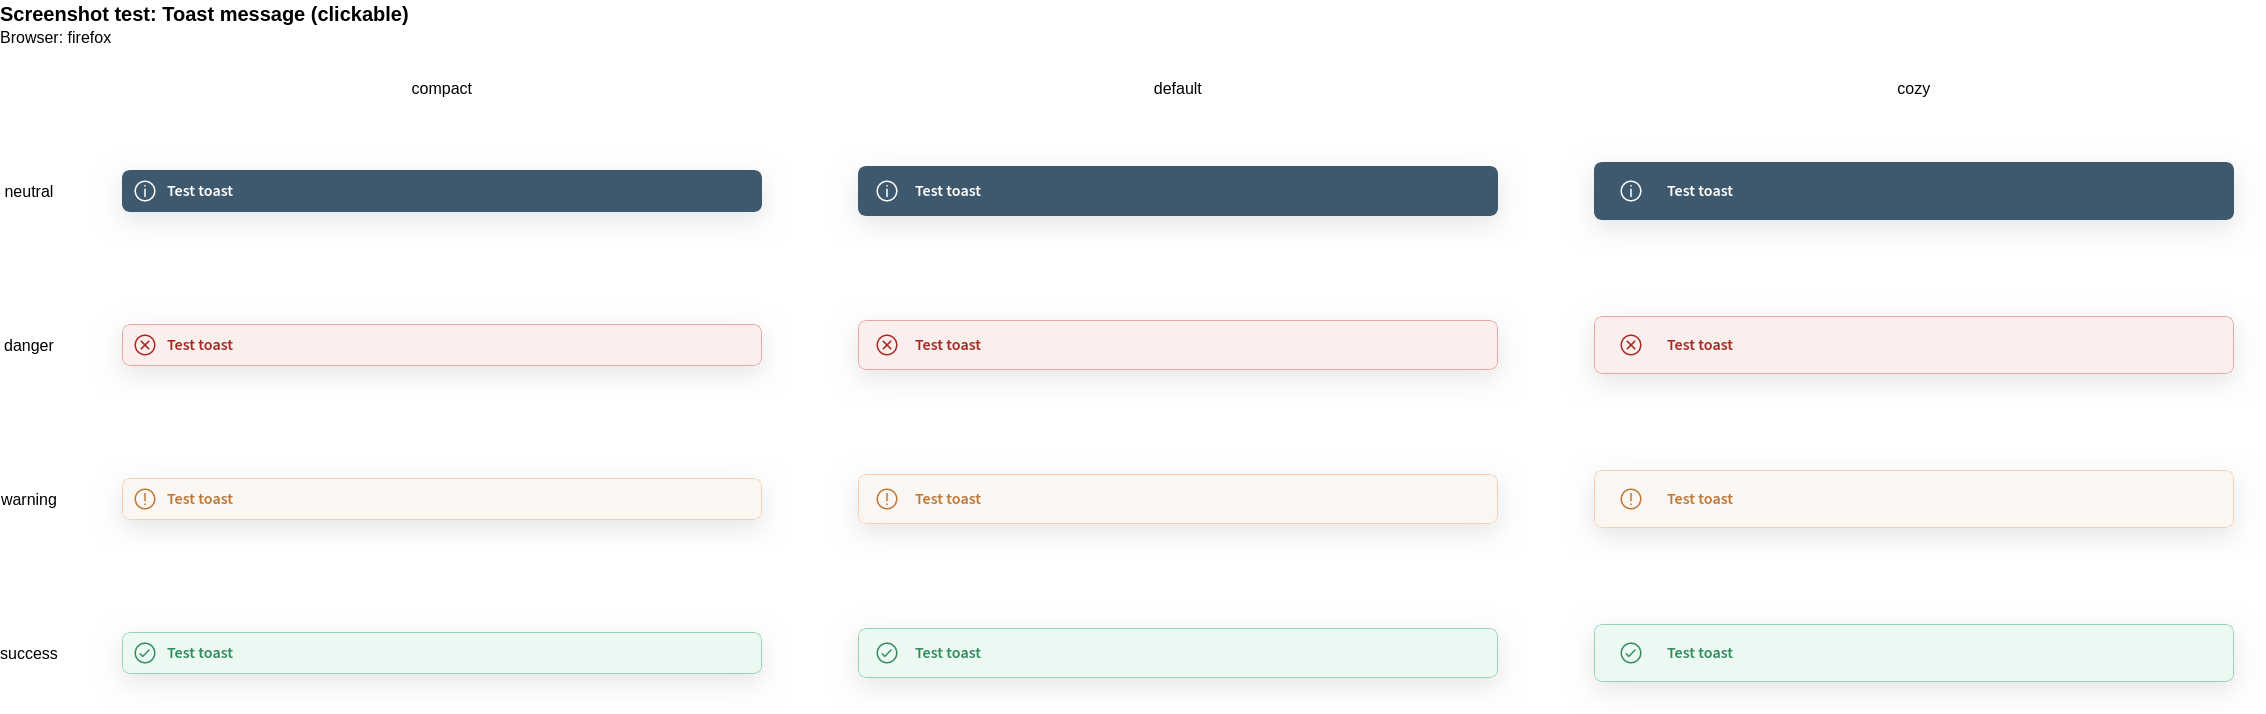 Screenshot test: Toast message (clickable)
Browser: firefox
compact default cozy
neutral Test toast Test toast Test toast
danger Test toast Test toast Test toast
warning Test toast Test toast Test toast
success Test toast Test toast Test toast